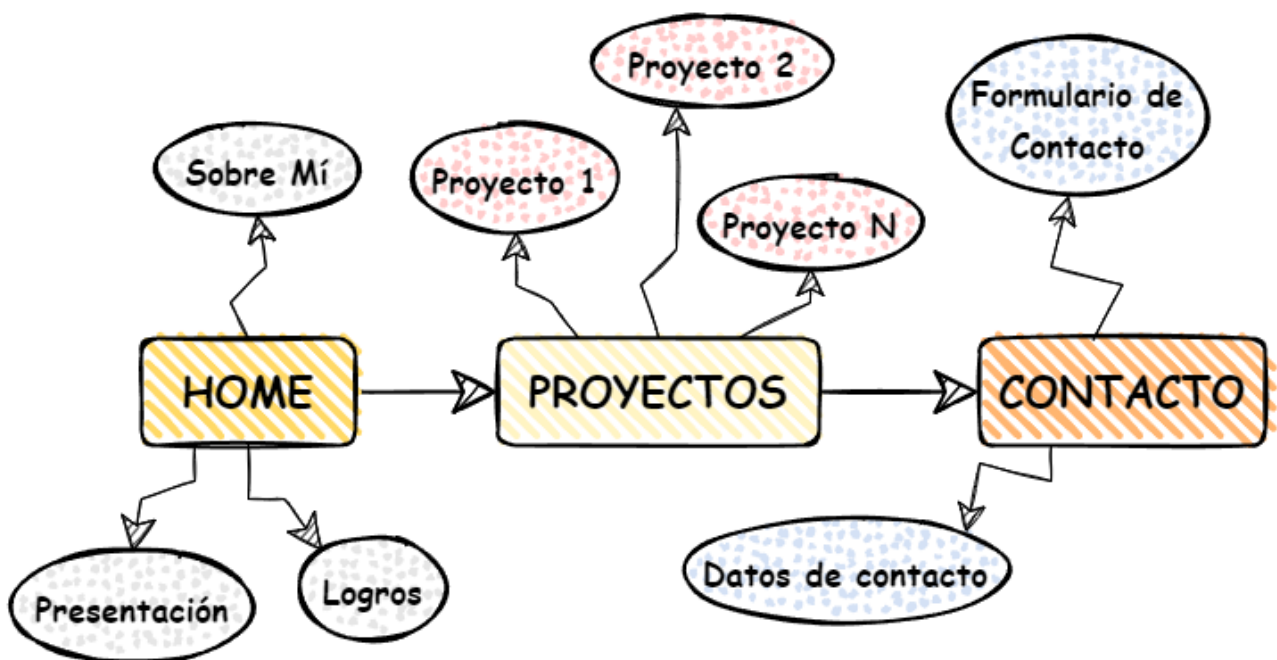 Proyecto 2
Formulario de
Contacto
Sobre Mí
Proyecto 1
Proyecto N
HOME
PROYECTOS
CONTACTO
Presentación
Logros
Datos de contacto